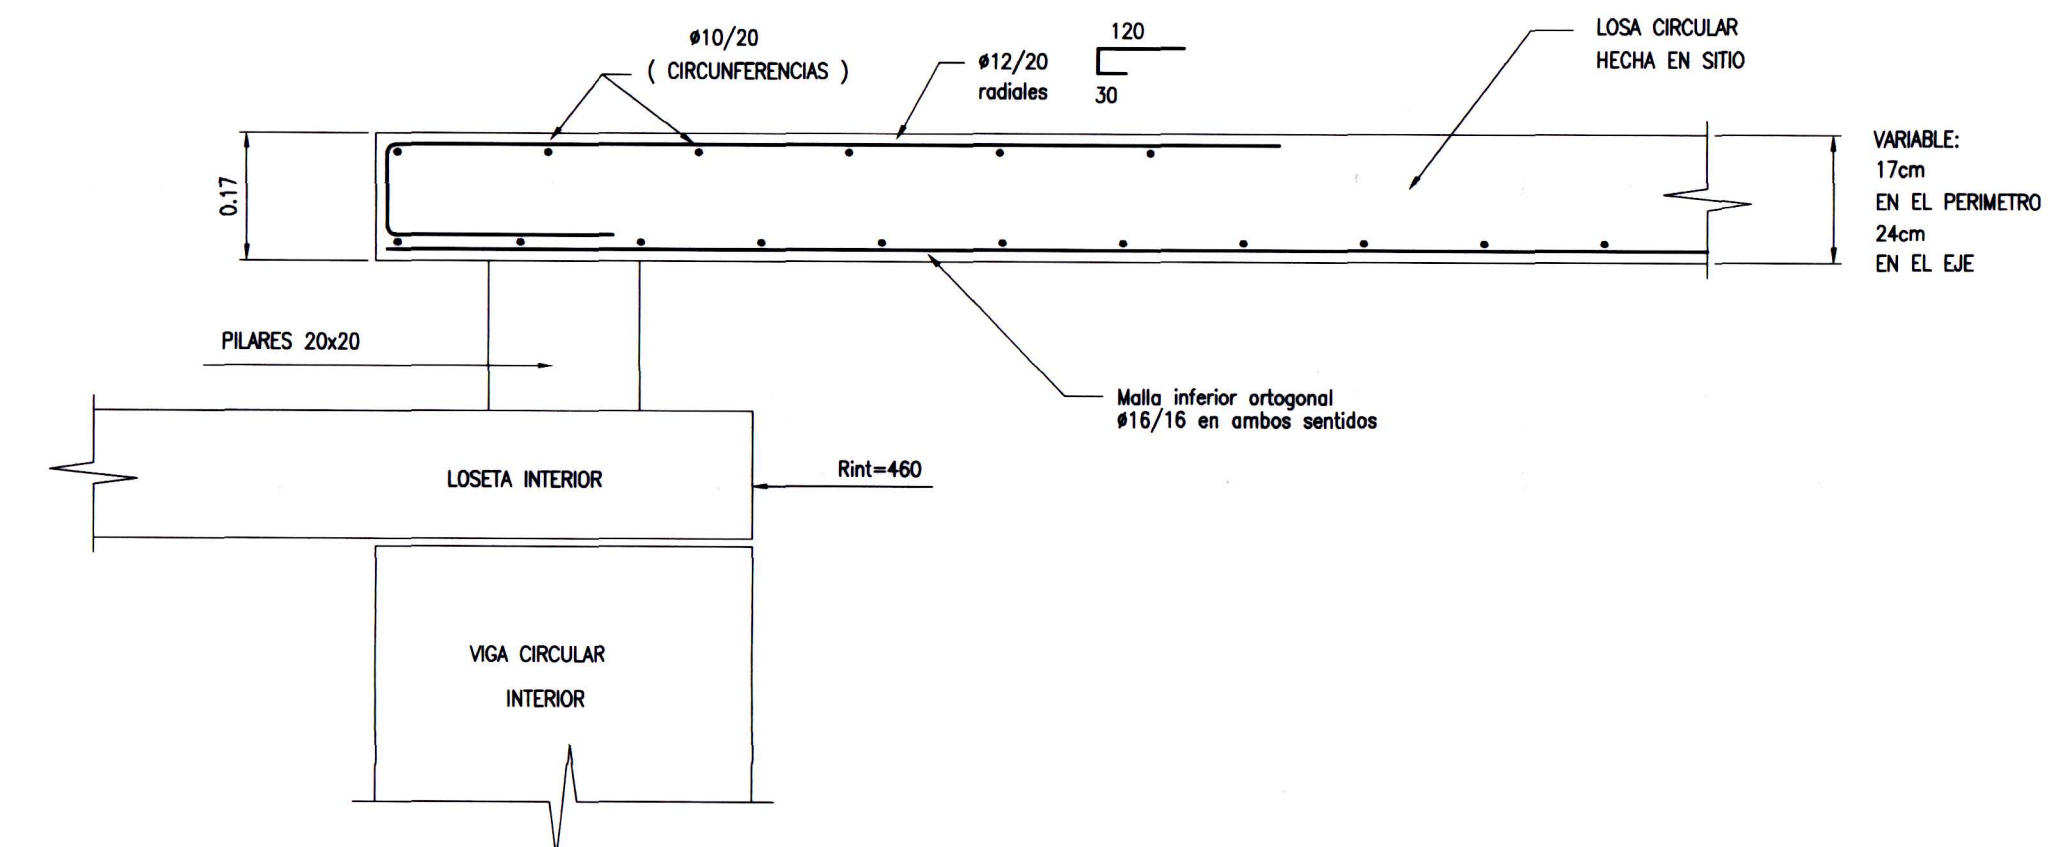 ø10/20
( CIRCUNFERENCIAS )
ø12/20
radiales
120
30
LOSA CIRCULAR
HECHA EN SITIO
0.17
VARIABLE:
17cm
EN EL PERIMETRO
24cm
EN EL EJE
PILARES 20x20
Malla inferior ortogonal
ø16/16 en ambos sentidos
LOSETA INTERIOR
Rint=460
VIGA CIRCULAR
INTERIOR